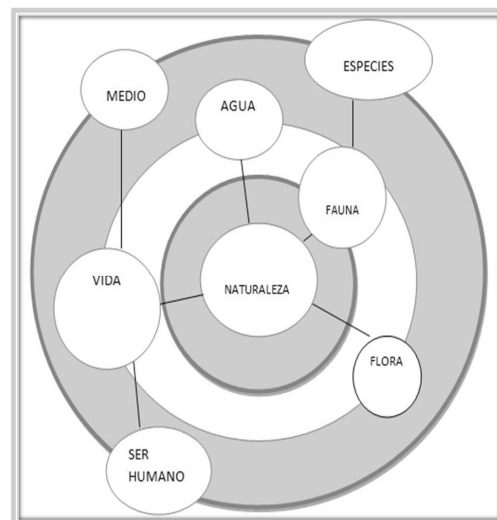 ESPECIES
MEDIO
AGUA
FAUNA
VIDA
NATURALEZA
FLORA
SER
HUMANO